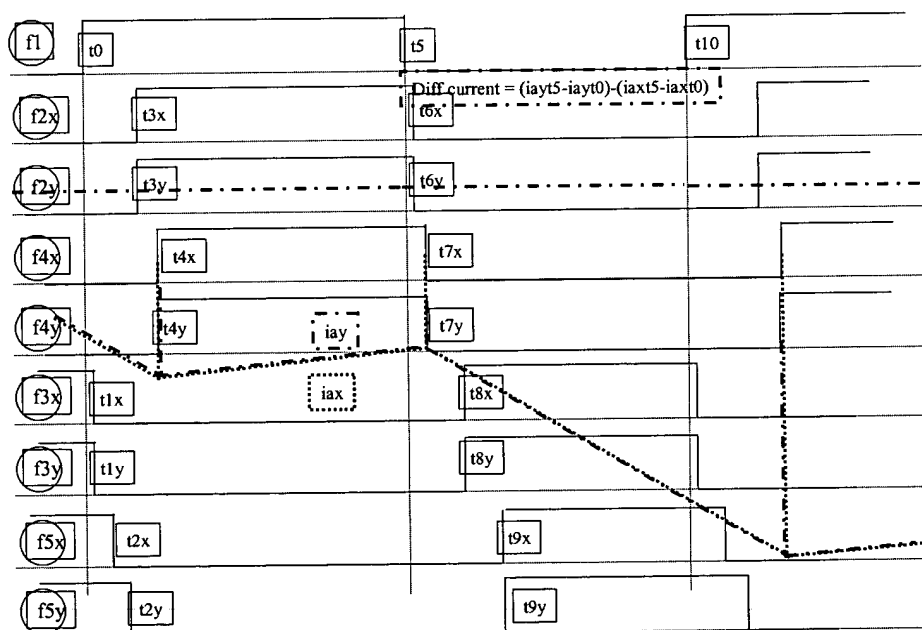 f1 t0 t5 t10
Diff current = (iayt5-iayt0)-(iaxt5-iaxt0)
f2x t3x t6x
f2y t3y t6y
f4x t4x t7x
f4y t4y iay t7y
f3x t1x iax t8x
f3y t1y t8y
f5x t2x t9x
f5y t2y t9y